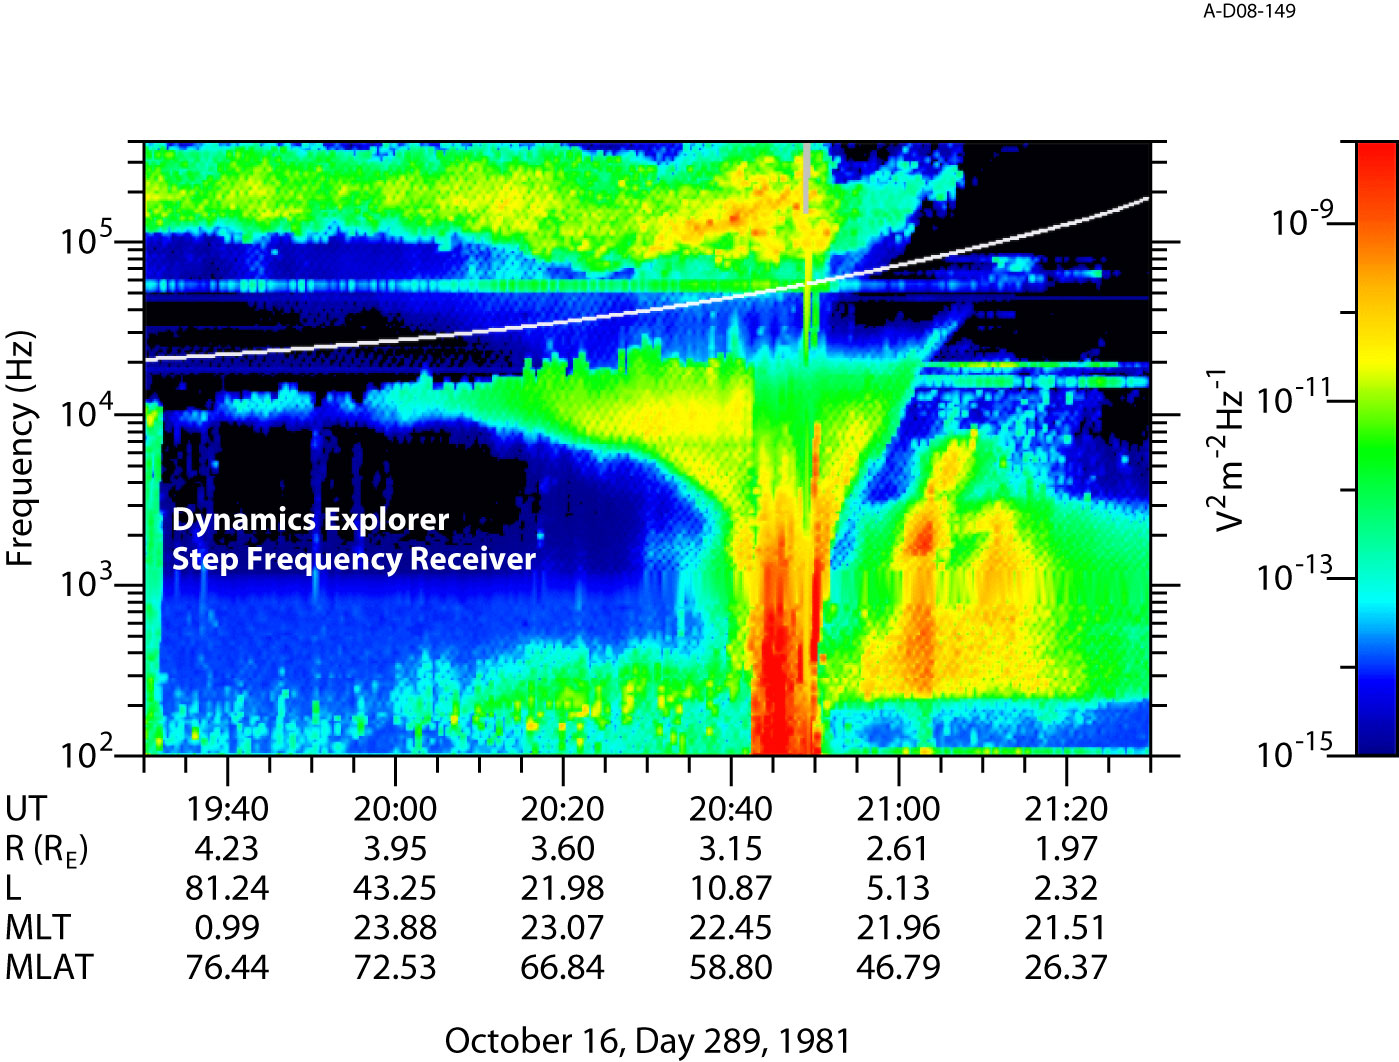 A-D08-149
Frequency (Hz)
10^5
10^4
10^3
10^2
Dynamics Explorer
Step Frequency Receiver
10^-9
10^-11
10^-13
10^-15
V^2 m^-2 Hz^-1
UT 19:40 20:00 20:20 20:40 21:00 21:20
R (R_E) 4.23 3.95 3.60 3.15 2.61 1.97
L 81.24 43.25 21.98 10.87 5.13 2.32
MLT 0.99 23.88 23.07 22.45 21.96 21.51
MLAT 76.44 72.53 66.84 58.80 46.79 26.37
October 16, Day 289, 1981